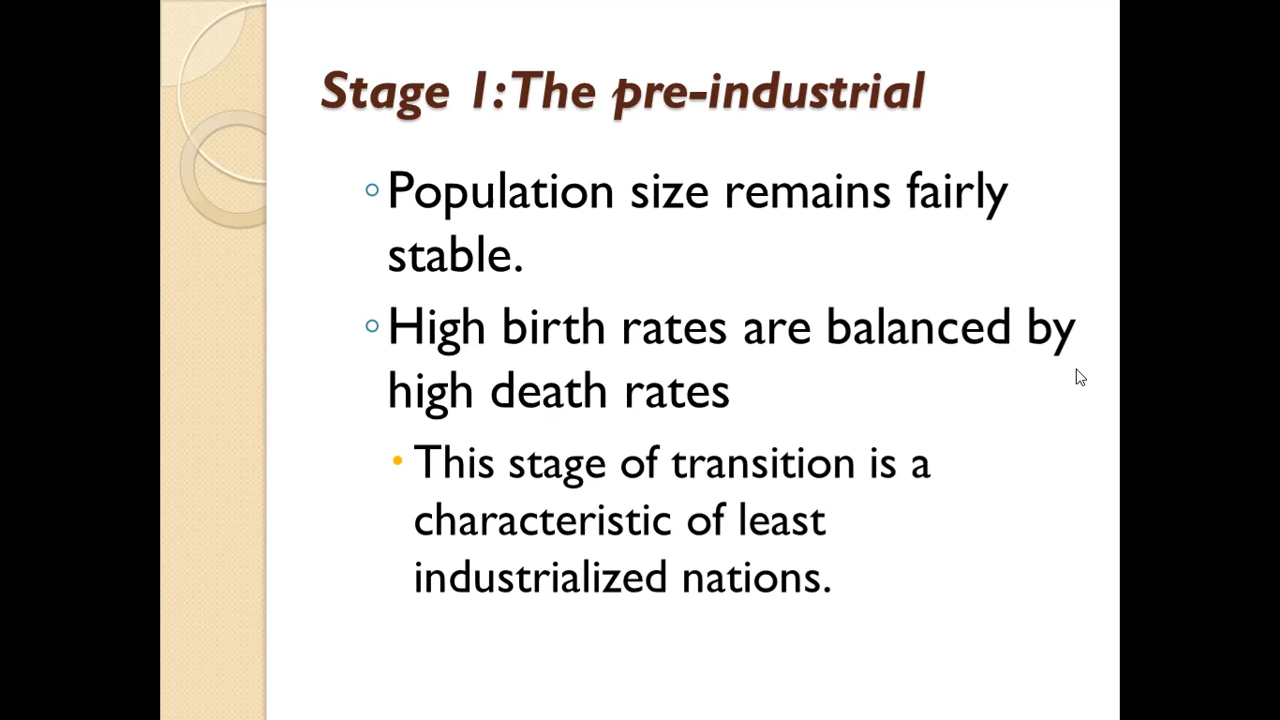 Stage 1: The pre-industrial
Population size remains fairly
stable.
High birth rates are balanced by
high death rates
This stage of transition is a
characteristic of least
industrialized nations.